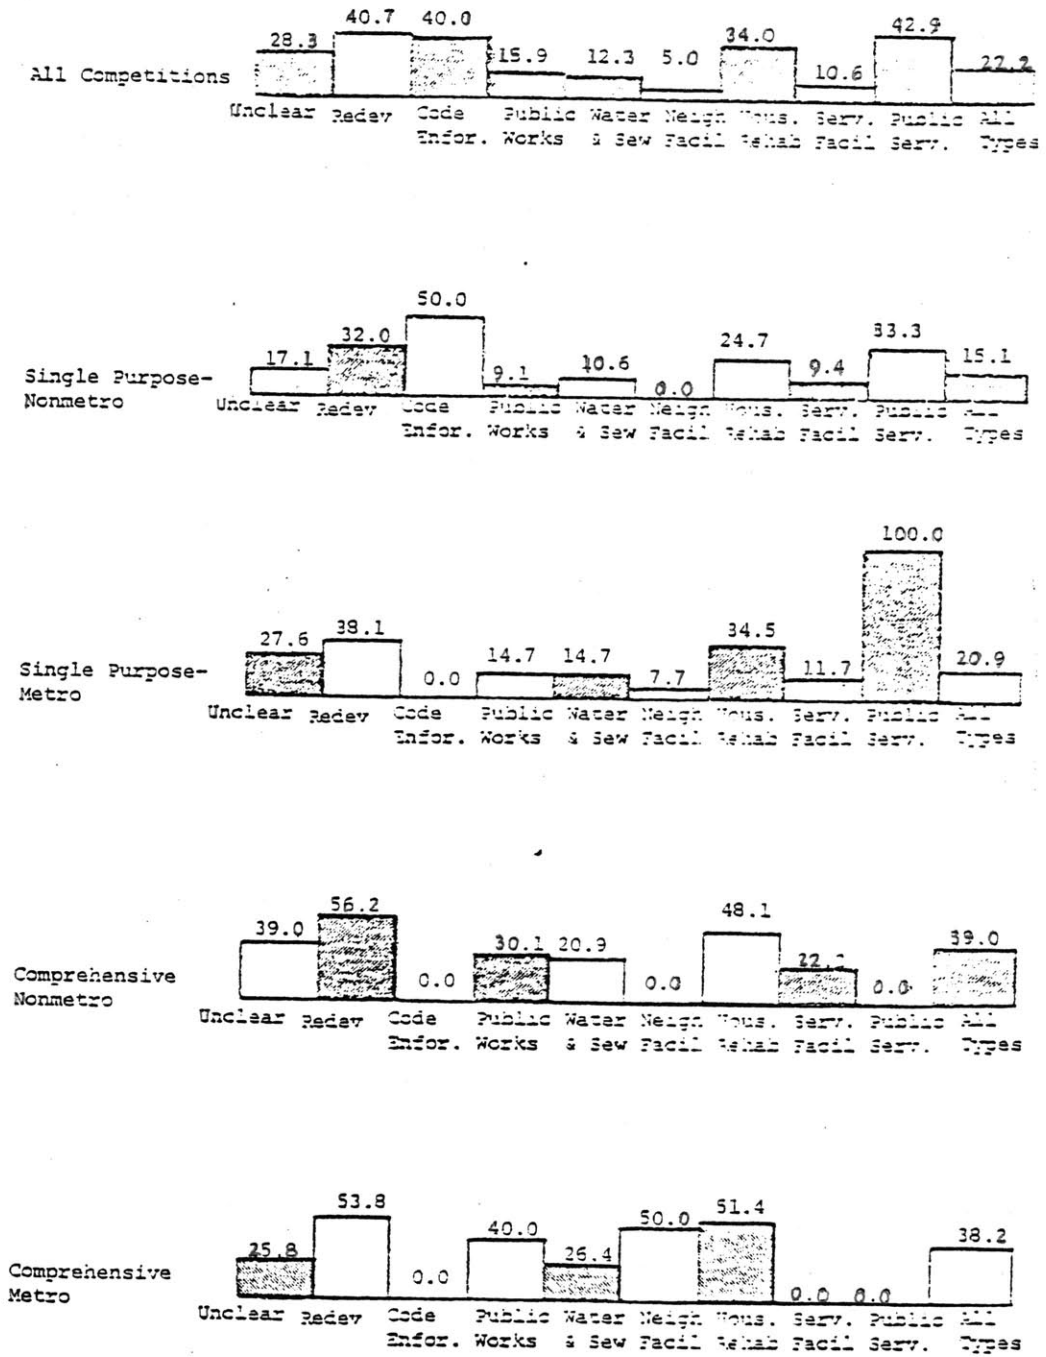 28.3 40.7 40.0 15.9 12.3 5.0 34.0 10.6 42.9 22.2
All Competitions
Unclear Redev Code Public Water Neigh Hous. Serv. Public All
Enfor. Works & Sew Facil Rehab Facil Serv. Types
17.1 32.0 50.0 9.1 10.6 0.0 24.7 9.4 33.3 15.1
Single Purpose-
Nonmetro
Unclear Redev Code Public Water Neigh Hous. Serv. Public All
Enfor. Works & Sew Facil Rehab Facil Serv. Types
27.6 38.1 0.0 14.7 14.7 7.7 34.5 11.7 100.0 20.9
Single Purpose-
Metro
Unclear Redev Code Public Water Neigh Hous. Serv. Public All
Enfor. Works & Sew Facil Rehab Facil Serv. Types
39.0 56.2 0.0 30.1 20.9 0.0 48.1 0.0 39.0
Comprehensive
Nonmetro
Unclear Redev Code Public Water Neigh Hous. Serv. Public All
Enfor. Works & Sew Facil Rehab Facil Serv. Types
25.8 53.8 0.0 40.0 26.4 50.0 51.4 0.0 0.0 38.2
Comprehensive
Metro
Unclear Redev Code Public Water Neigh Hous. Serv. Public All
Enfor. Works & Sew Facil Rehab Facil Serv. Types